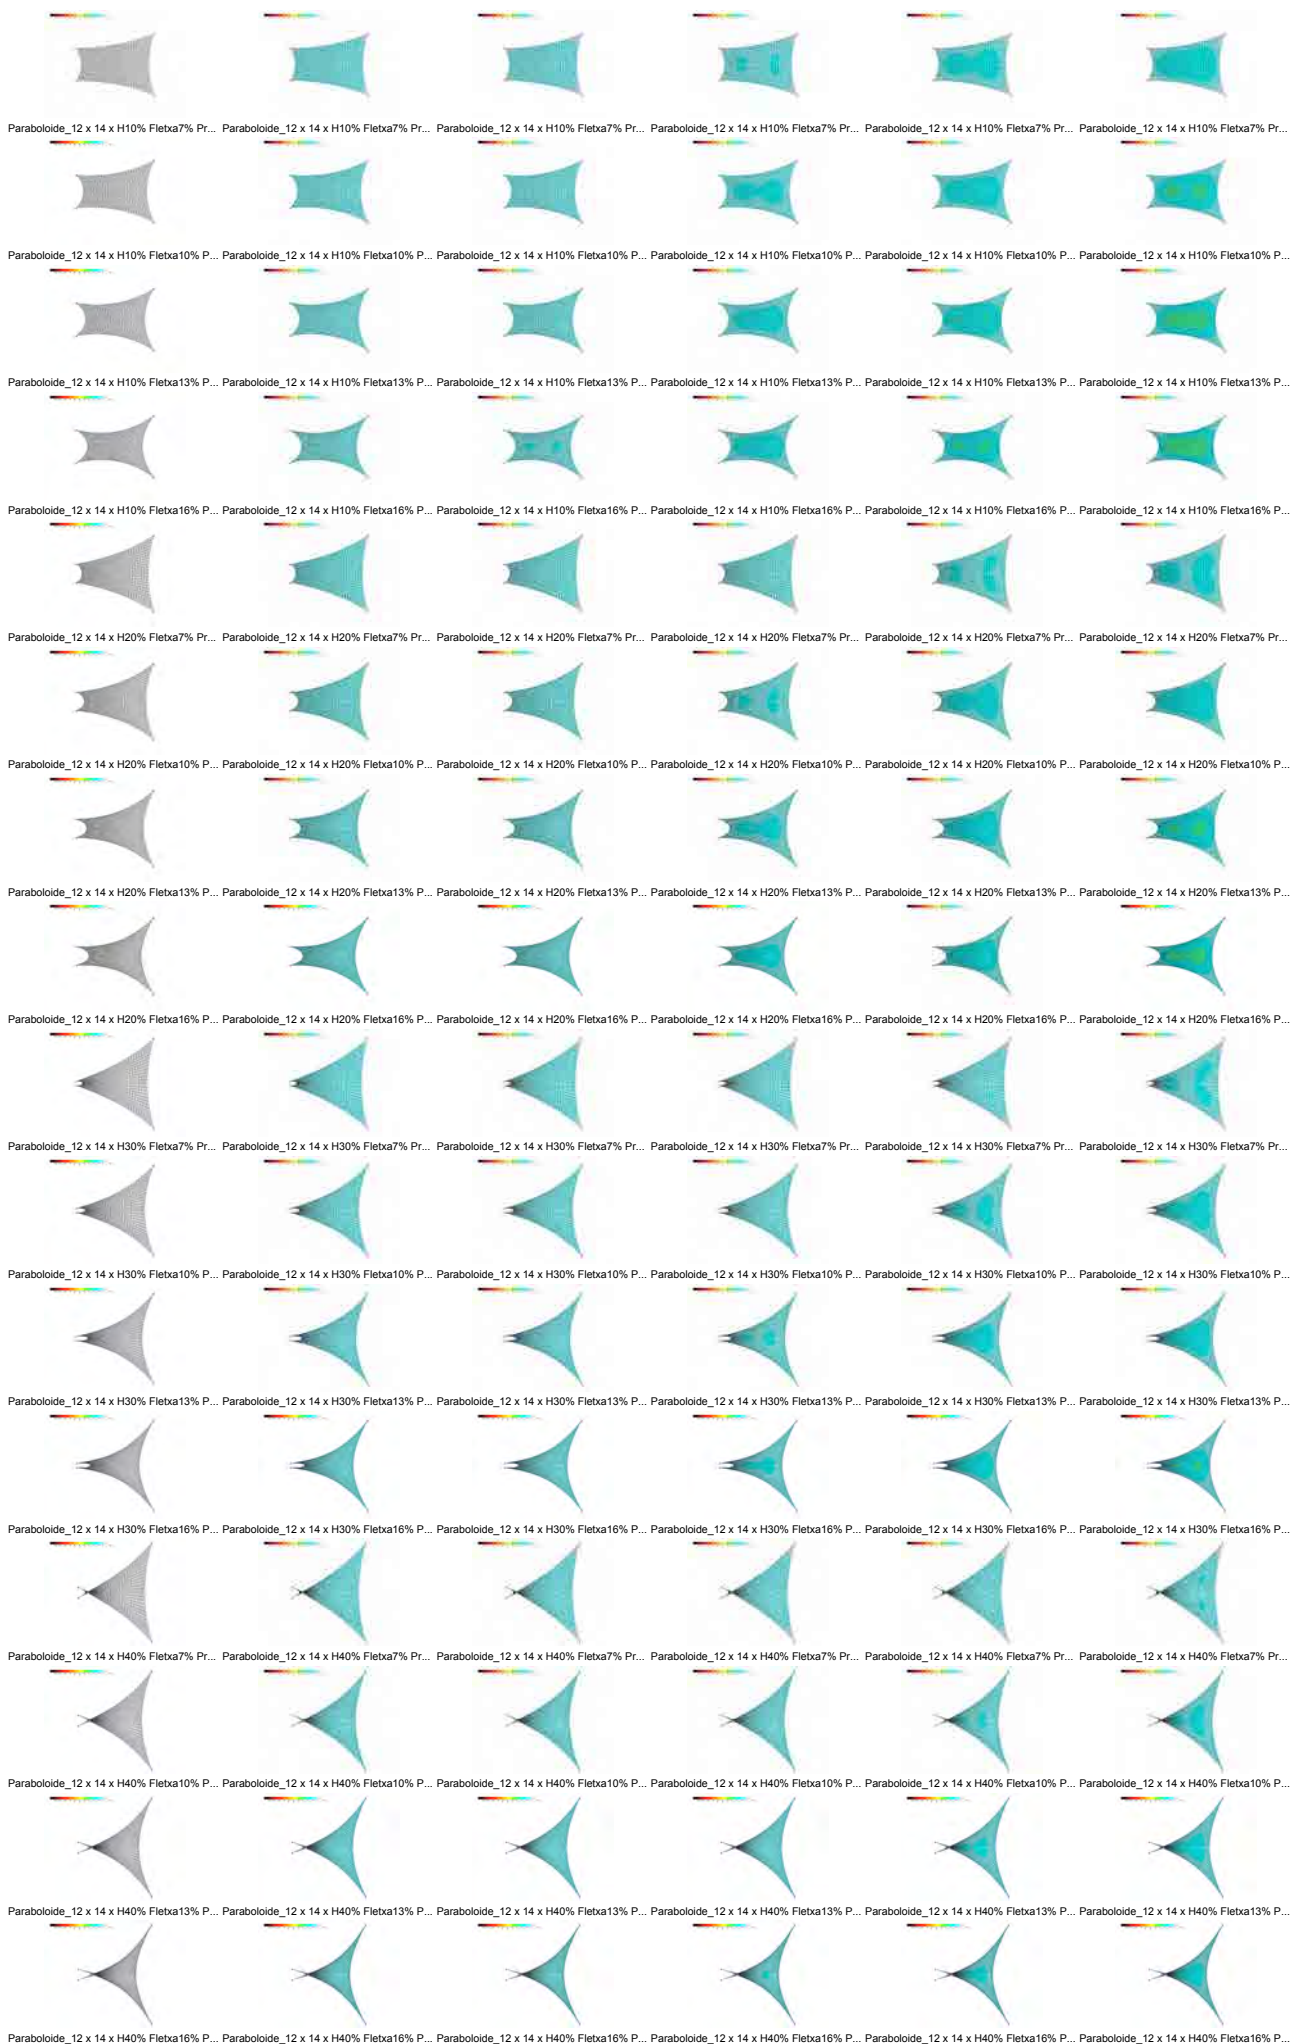 Paraboloide_12 x 14 x H10% Fletxa7% Pr... Paraboloide_12 x 14 x H10% Fletxa7% Pr... Paraboloide_12 x 14 x H10% Fletxa7% Pr... Paraboloide_12 x 14 x H10% Fletxa7% Pr... Paraboloide_12 x 14 x H10% Fletxa7% Pr... Paraboloide_12 x 14 x H10% Fletxa7% Pr...
Paraboloide_12 x 14 x H10% Fletxa10% P... Paraboloide_12 x 14 x H10% Fletxa10% P... Paraboloide_12 x 14 x H10% Fletxa10% P... Paraboloide_12 x 14 x H10% Fletxa10% P... Paraboloide_12 x 14 x H10% Fletxa10% P... Paraboloide_12 x 14 x H10% Fletxa10% P...
Paraboloide_12 x 14 x H10% Fletxa13% P... Paraboloide_12 x 14 x H10% Fletxa13% P... Paraboloide_12 x 14 x H10% Fletxa13% P... Paraboloide_12 x 14 x H10% Fletxa13% P... Paraboloide_12 x 14 x H10% Fletxa13% P... Paraboloide_12 x 14 x H10% Fletxa13% P...
Paraboloide_12 x 14 x H10% Fletxa16% P... Paraboloide_12 x 14 x H10% Fletxa16% P... Paraboloide_12 x 14 x H10% Fletxa16% P... Paraboloide_12 x 14 x H10% Fletxa16% P... Paraboloide_12 x 14 x H10% Fletxa16% P... Paraboloide_12 x 14 x H10% Fletxa16% P...
Paraboloide_12 x 14 x H20% Fletxa7% Pr... Paraboloide_12 x 14 x H20% Fletxa7% Pr... Paraboloide_12 x 14 x H20% Fletxa7% Pr... Paraboloide_12 x 14 x H20% Fletxa7% Pr... Paraboloide_12 x 14 x H20% Fletxa7% Pr... Paraboloide_12 x 14 x H20% Fletxa7% Pr...
Paraboloide_12 x 14 x H20% Fletxa10% P... Paraboloide_12 x 14 x H20% Fletxa10% P... Paraboloide_12 x 14 x H20% Fletxa10% P... Paraboloide_12 x 14 x H20% Fletxa10% P... Paraboloide_12 x 14 x H20% Fletxa10% P... Paraboloide_12 x 14 x H20% Fletxa10% P...
Paraboloide_12 x 14 x H20% Fletxa13% P... Paraboloide_12 x 14 x H20% Fletxa13% P... Paraboloide_12 x 14 x H20% Fletxa13% P... Paraboloide_12 x 14 x H20% Fletxa13% P... Paraboloide_12 x 14 x H20% Fletxa13% P... Paraboloide_12 x 14 x H20% Fletxa13% P...
Paraboloide_12 x 14 x H20% Fletxa16% P... Paraboloide_12 x 14 x H20% Fletxa16% P... Paraboloide_12 x 14 x H20% Fletxa16% P... Paraboloide_12 x 14 x H20% Fletxa16% P... Paraboloide_12 x 14 x H20% Fletxa16% P... Paraboloide_12 x 14 x H20% Fletxa16% P...
Paraboloide_12 x 14 x H30% Fletxa7% Pr... Paraboloide_12 x 14 x H30% Fletxa7% Pr... Paraboloide_12 x 14 x H30% Fletxa7% Pr... Paraboloide_12 x 14 x H30% Fletxa7% Pr... Paraboloide_12 x 14 x H30% Fletxa7% Pr... Paraboloide_12 x 14 x H30% Fletxa7% Pr...
Paraboloide_12 x 14 x H30% Fletxa10% P... Paraboloide_12 x 14 x H30% Fletxa10% P... Paraboloide_12 x 14 x H30% Fletxa10% P... Paraboloide_12 x 14 x H30% Fletxa10% P... Paraboloide_12 x 14 x H30% Fletxa10% P... Paraboloide_12 x 14 x H30% Fletxa10% P...
Paraboloide_12 x 14 x H30% Fletxa13% P... Paraboloide_12 x 14 x H30% Fletxa13% P... Paraboloide_12 x 14 x H30% Fletxa13% P... Paraboloide_12 x 14 x H30% Fletxa13% P... Paraboloide_12 x 14 x H30% Fletxa13% P... Paraboloide_12 x 14 x H30% Fletxa13% P...
Paraboloide_12 x 14 x H30% Fletxa16% P... Paraboloide_12 x 14 x H30% Fletxa16% P... Paraboloide_12 x 14 x H30% Fletxa16% P... Paraboloide_12 x 14 x H30% Fletxa16% P... Paraboloide_12 x 14 x H30% Fletxa16% P... Paraboloide_12 x 14 x H30% Fletxa16% P...
Paraboloide_12 x 14 x H40% Fletxa7% Pr... Paraboloide_12 x 14 x H40% Fletxa7% Pr... Paraboloide_12 x 14 x H40% Fletxa7% Pr... Paraboloide_12 x 14 x H40% Fletxa7% Pr... Paraboloide_12 x 14 x H40% Fletxa7% Pr... Paraboloide_12 x 14 x H40% Fletxa7% Pr...
Paraboloide_12 x 14 x H40% Fletxa10% P... Paraboloide_12 x 14 x H40% Fletxa10% P... Paraboloide_12 x 14 x H40% Fletxa10% P... Paraboloide_12 x 14 x H40% Fletxa10% P... Paraboloide_12 x 14 x H40% Fletxa10% P... Paraboloide_12 x 14 x H40% Fletxa10% P...
Paraboloide_12 x 14 x H40% Fletxa13% P... Paraboloide_12 x 14 x H40% Fletxa13% P... Paraboloide_12 x 14 x H40% Fletxa13% P... Paraboloide_12 x 14 x H40% Fletxa13% P... Paraboloide_12 x 14 x H40% Fletxa13% P... Paraboloide_12 x 14 x H40% Fletxa13% P...
Paraboloide_12 x 14 x H40% Fletxa16% P... Paraboloide_12 x 14 x H40% Fletxa16% P... Paraboloide_12 x 14 x H40% Fletxa16% P... Paraboloide_12 x 14 x H40% Fletxa16% P... Paraboloide_12 x 14 x H40% Fletxa16% P... Paraboloide_12 x 14 x H40% Fletxa16% P...